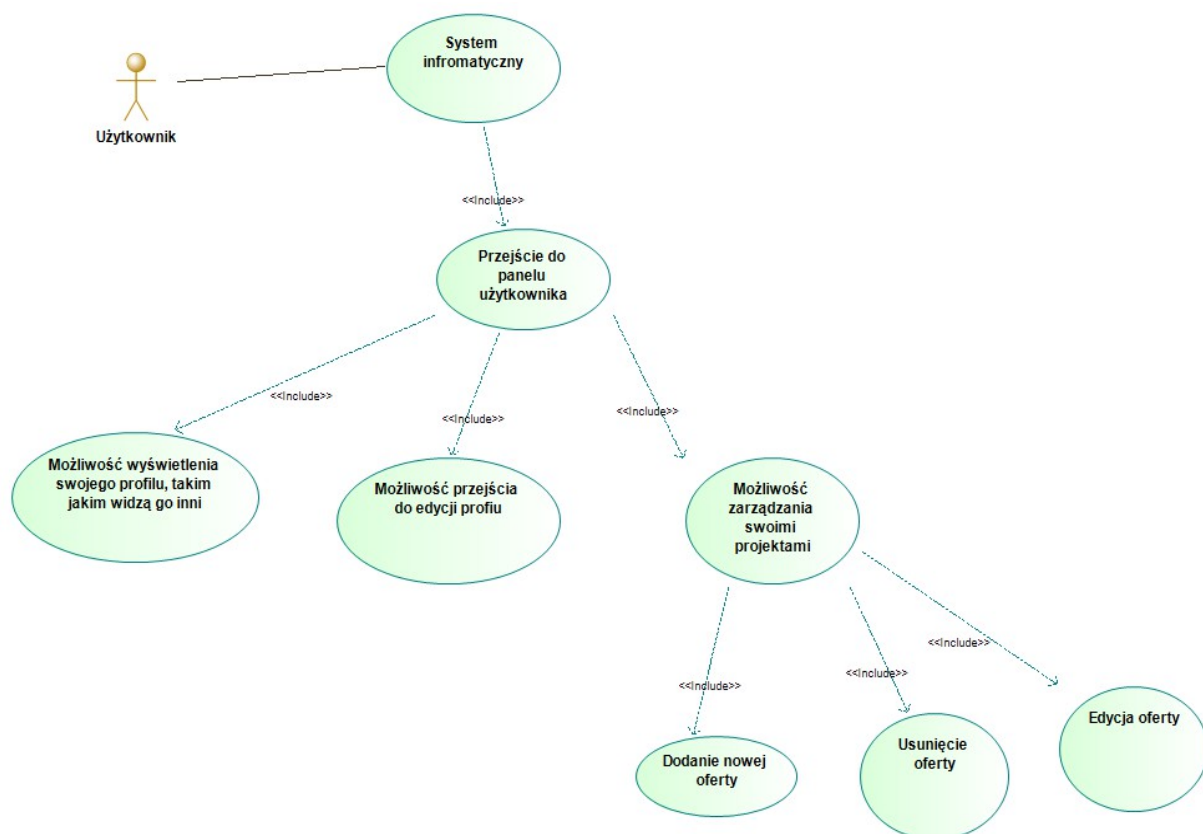 System
infromatyczny
Użytkownik
<<Include>>
Przejście do
panelu
użytkownika
<<Include>>
<<Include>>
<<Include>>
Możliwość wyświetlenia
swojego profilu, takim
jakim widzą go inni
Możliwość przejścia
do edycji profiu
Możliwość
zarządzania
swoimi
projektami
<<Include>>
<<Include>>
<<Include>>
Dodanie nowej
oferty
Usunięcie
oferty
Edycja oferty